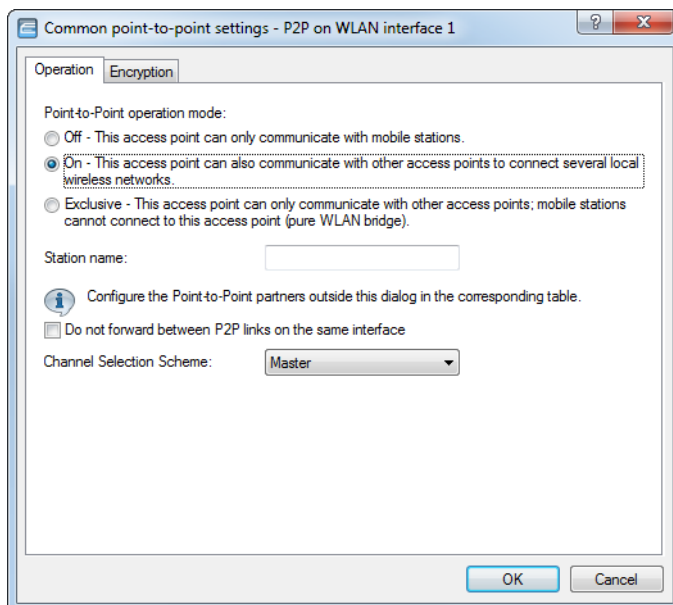 Common point-to-point settings - P2P on WLAN interface 1
Operation
Encryption
Point-to-Point operation mode:
Off - This access point can only communicate with mobile stations.
On - This access point can also communicate with other access points to connect several local
wireless networks.
Exclusive - This access point can only communicate with other access points; mobile stations
cannot connect to this access point (pure WLAN bridge).
Station name:
Configure the Point-to-Point partners outside this dialog in the corresponding table.
Do not forward between P2P links on the same interface
Channel Selection Scheme:
Master
OK
Cancel